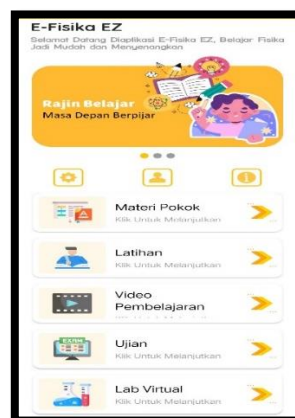 E-Fisika EZ
Selamat Datang Diaplikasi E-Fisika EZ, Belajar Fisika
Jadi Mudah dan Menyenangkan
Rajin Belajar
Masa Depan Berpijar
Materi Pokok
Klik Untuk Melanjutkan
Latihan
Klik Untuk Melanjutkan
Video
Pembelajaran
Ujian
Klik Untuk Melanjutkan
Lab Virtual
Klik Untuk Melanjutkan